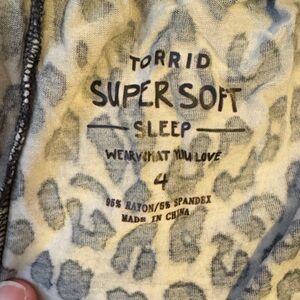 TORRID
SUPER SOFT
SLEEP
WEAR WHAT YOU LOVE
4
95% RAYON/5% SPANDEX
MADE IN CHINA